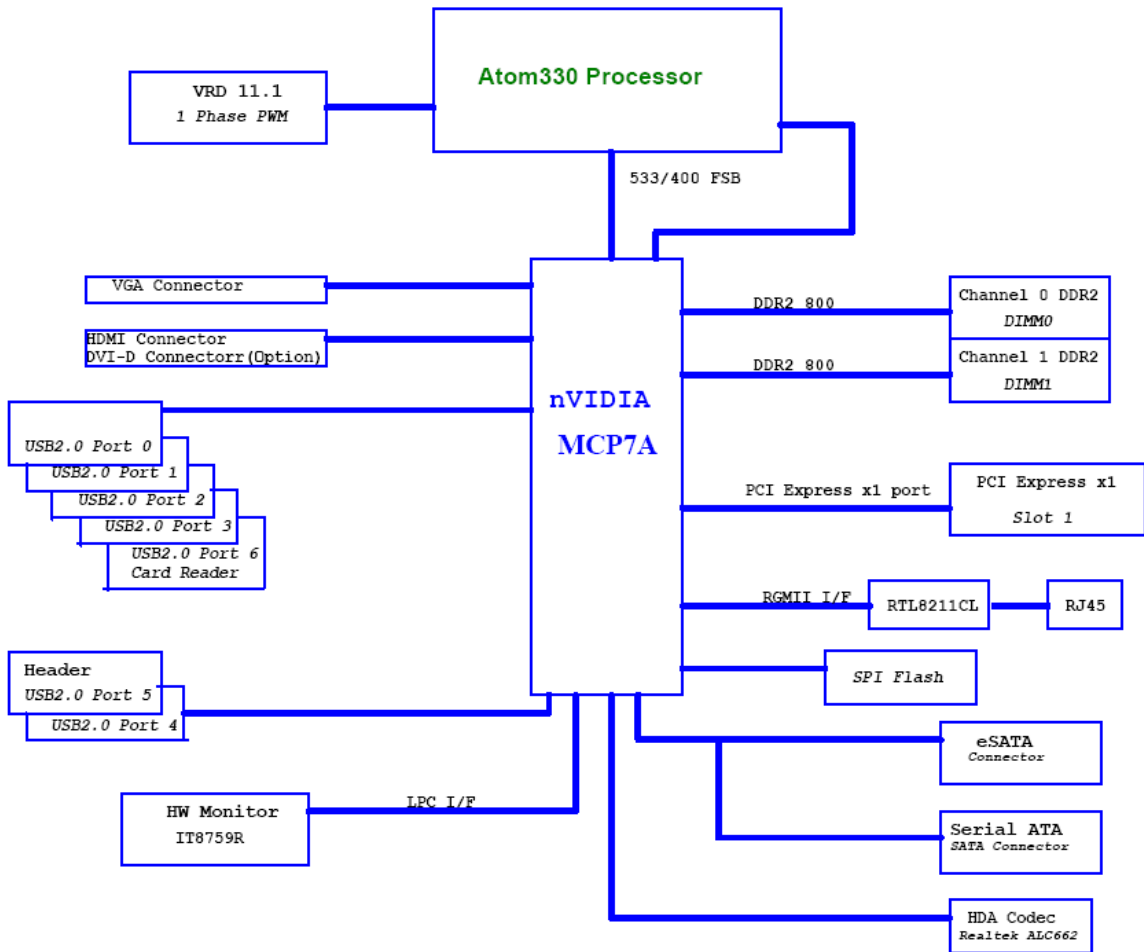 Atom330 Processor
VRD 11.1
1 Phase PWM
533/400 FSB
VGA Connector
HDMI Connector
DVI-D Connectorr(Option)
DDR2 800
Channel 0 DDR2
DIMM0
DDR2 800
Channel 1 DDR2
DIMM1
nVIDIA
MCP7A
USB2.0 Port 0
USB2.0 Port 1
USB2.0 Port 2
USB2.0 Port 3
USB2.0 Port 6
Card Reader
PCI Express x1 port
PCI Express x1
Slot 1
RGMII I/F
RTL8211CL
RJ45
Header
USB2.0 Port 5
USB2.0 Port 4
SPI Flash
eSATA
Connector
LPC I/F
HW Monitor
IT8759R
Serial ATA
SATA Connector
HDA Codec
Realtek ALC662